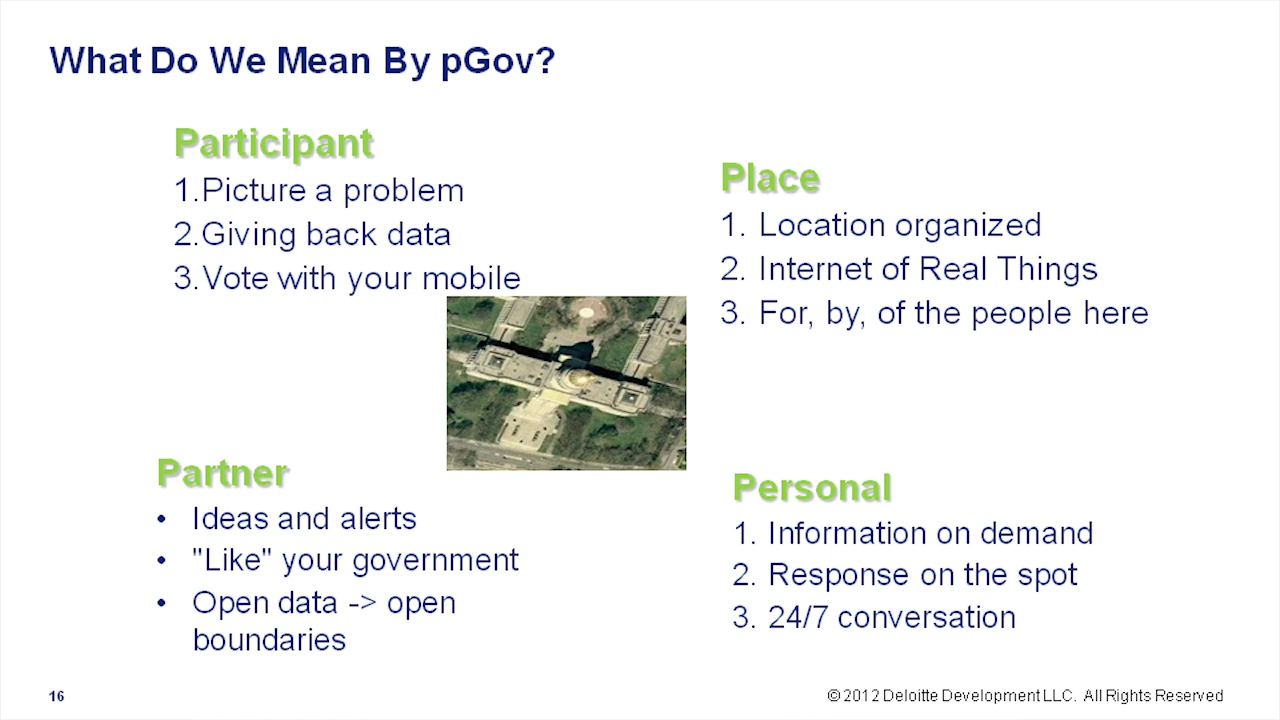 What Do We Mean By pGov?
Participant
1.Picture a problem
2.Giving back data
3.Vote with your mobile
Place
1. Location organized
2. Internet of Real Things
3. For, by, of the people here
Partner
• Ideas and alerts
• "Like" your government
• Open data -> open
boundaries
Personal
1. Information on demand
2. Response on the spot
3. 24/7 conversation
16
© 2012 Deloitte Development LLC. All Rights Reserved